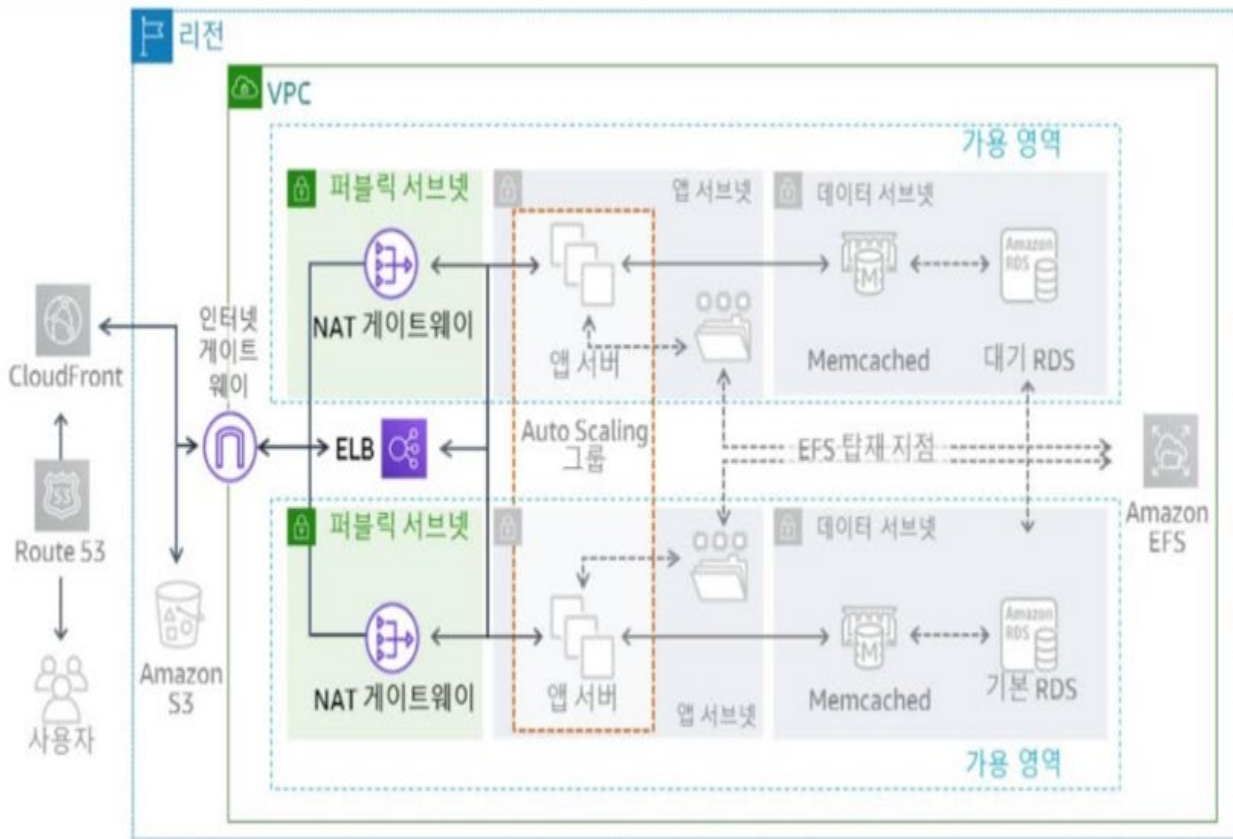 리전
VPC
가용 영역
퍼블릭 서브넷
앱 서브넷
데이터 서브넷
Amazon
RDS
M
NAT 게이트웨이
앱 서버
Memcached
대기 RDS
인터넷
게이트
웨이
CloudFront
ELB
Auto Scaling
그룹
EFS 탑재 지점
53
Route 53
Amazon
EFS
퍼블릭 서브넷
데이터 서브넷
Amazon
RDS
M
NAT 게이트웨이
앱 서버
앱 서브넷
Memcached
기본 RDS
Amazon
S3
사용자
가용 영역